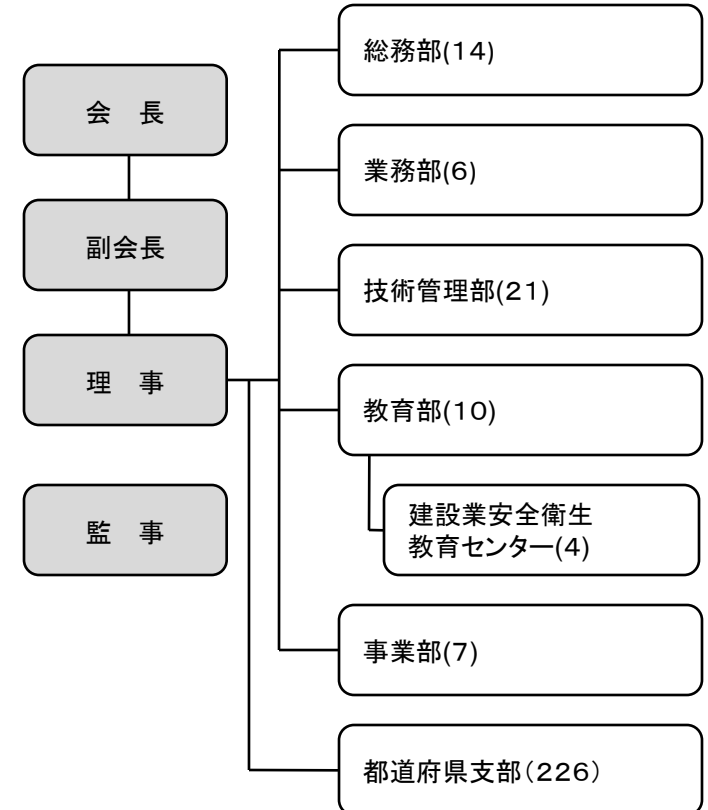 会　長
副会長
理　事
監　事
総務部(14)
業務部(6)
技術管理部(21)
教育部(10)
建設業安全衛生
教育センター(4)
事業部(7)
都道府県支部（226）